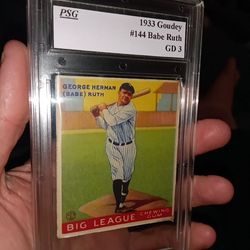 PSG
1933 Goudey
#144 Babe Ruth
GD 3
GEORGE HERMAN
(BABE) RUTH
BIG LEAGUE
CHEWING
GUM